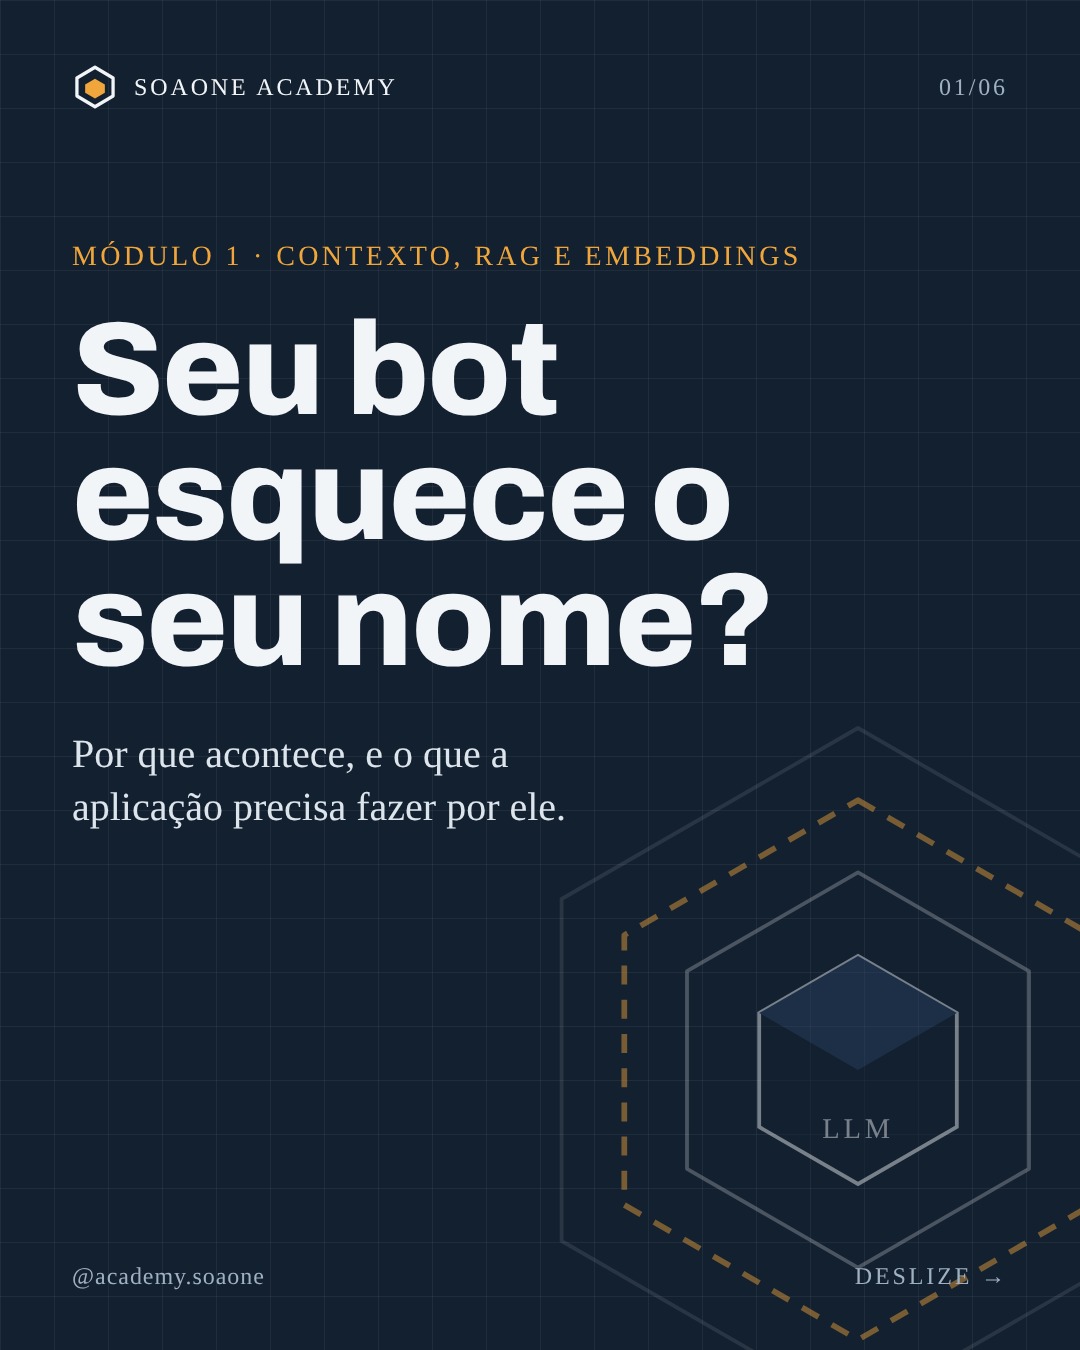 SOAONE ACADEMY
01/06
MÓDULO 1 · CONTEXTO, RAG E EMBEDDINGS
Seu bot
esquece o
seu nome?
Por que acontece, e o que a
aplicação precisa fazer por ele.
LLM
@academy.soaone
DESLIZE →